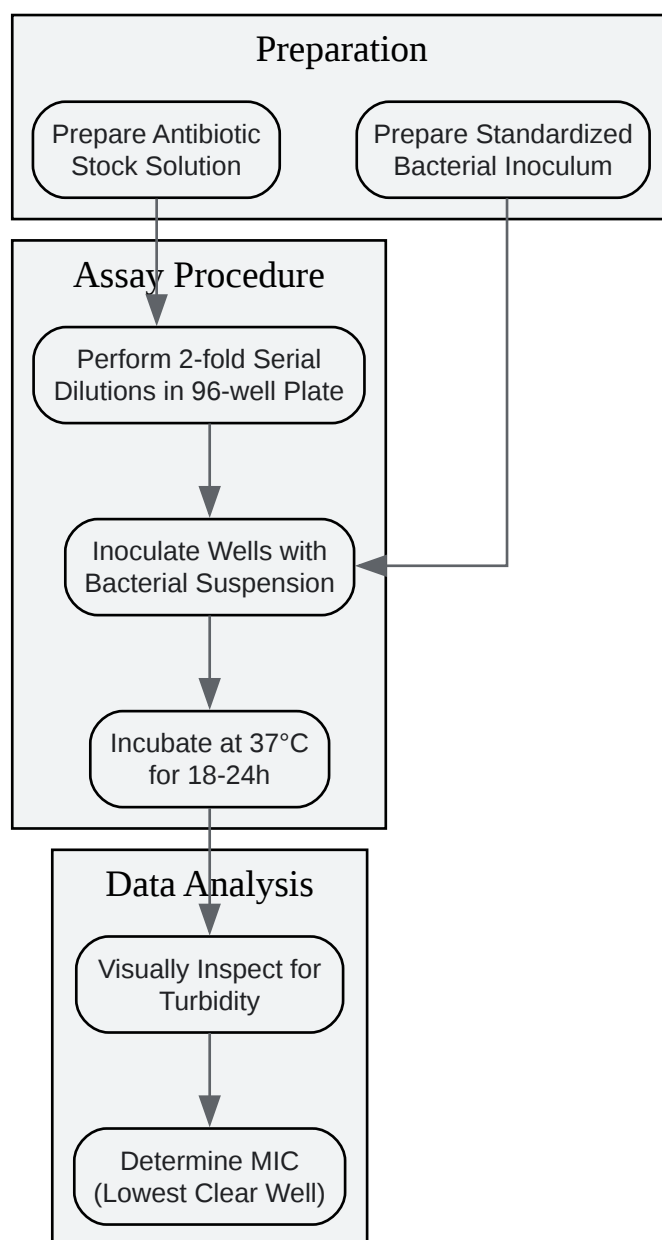 Preparation
Prepare Antibiotic
Stock Solution
Prepare Standardized
Bacterial Inoculum
Assay Procedure
Perform 2-fold Serial
Dilutions in 96-well Plate
Inoculate Wells with
Bacterial Suspension
Incubate at 37°C
for 18-24h
Data Analysis
Visually Inspect for
Turbidity
Determine MIC
(Lowest Clear Well)